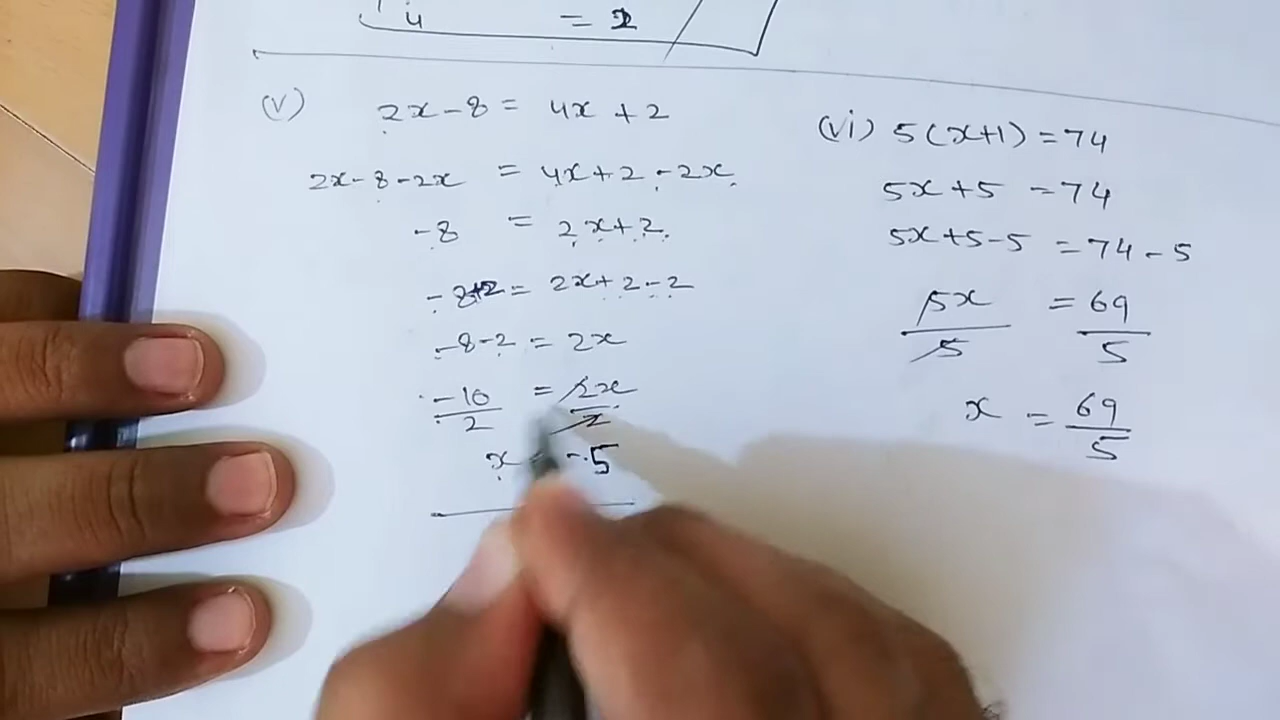 4 = 2
(v) 2x - 8 = 4x + 2
2x - 8 - 2x = 4x + 2 - 2x
-8 = 2x + 2
-8+2 = 2x + 2 - 2
-8 - 2 = 2x
-10/2 = 2x/2
x = -5
(vi) 5(x+1) = 74
5x + 5 = 74
5x + 5 - 5 = 74 - 5
5x/5 = 69/5
x = 69/5